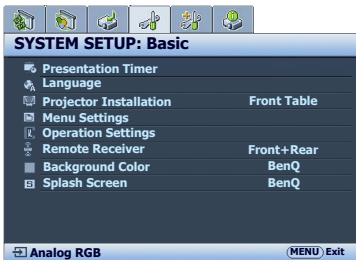 SYSTEM SETUP: Basic
Presentation Timer
Language
Projector Installation Front Table
Menu Settings
Operation Settings
Remote Receiver Front+Rear
Background Color BenQ
Splash Screen BenQ
Analog RGB MENU Exit